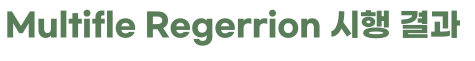 Multifle Regerrion 시행 결과